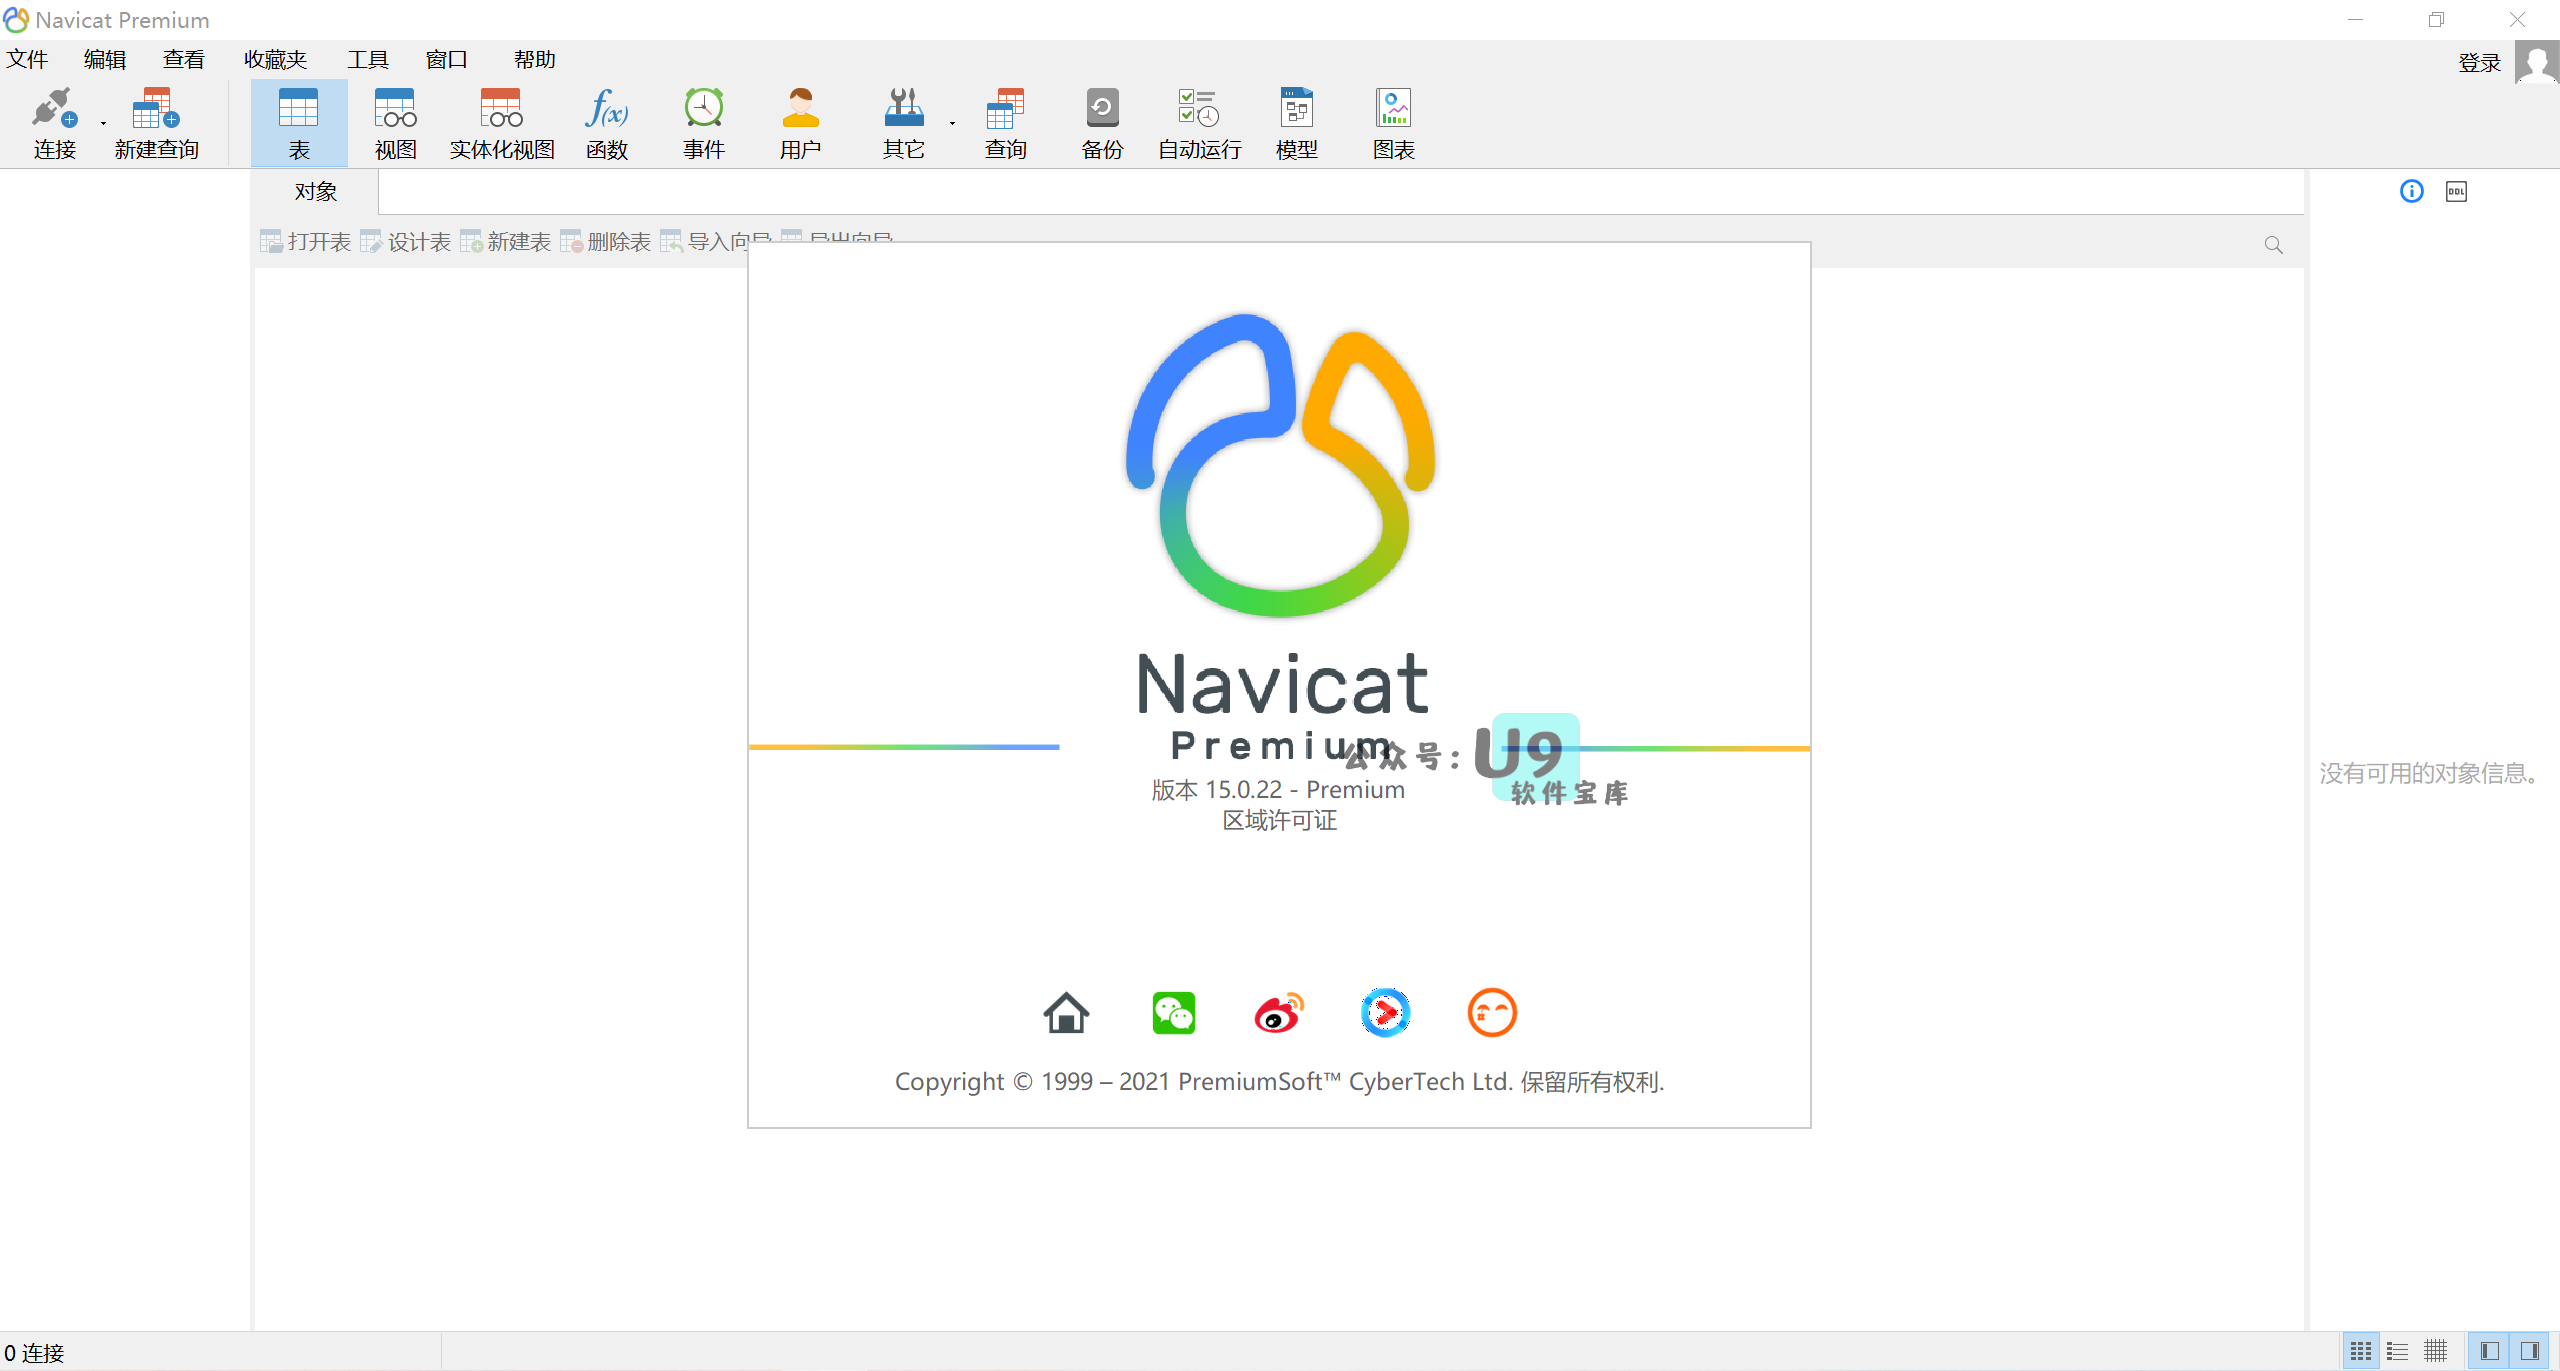 Navicat Premium
文件 编辑 查看 收藏夹 工具 窗口 帮助 登录
连接 新建查询 表 视图 实体化视图 函数 事件 用户 其它 查询 备份 自动运行 模型 图表
f(x)
对象
DDL
打开表 设计表 新建表 删除表 导入向导 导出向导
Navicat
Premium
公众号: U9
软件宝库
版本 15.0.22 - Premium
区域许可证
没有可用的对象信息。
Copyright © 1999 – 2021 PremiumSoft™ CyberTech Ltd. 保留所有权利.
0 连接